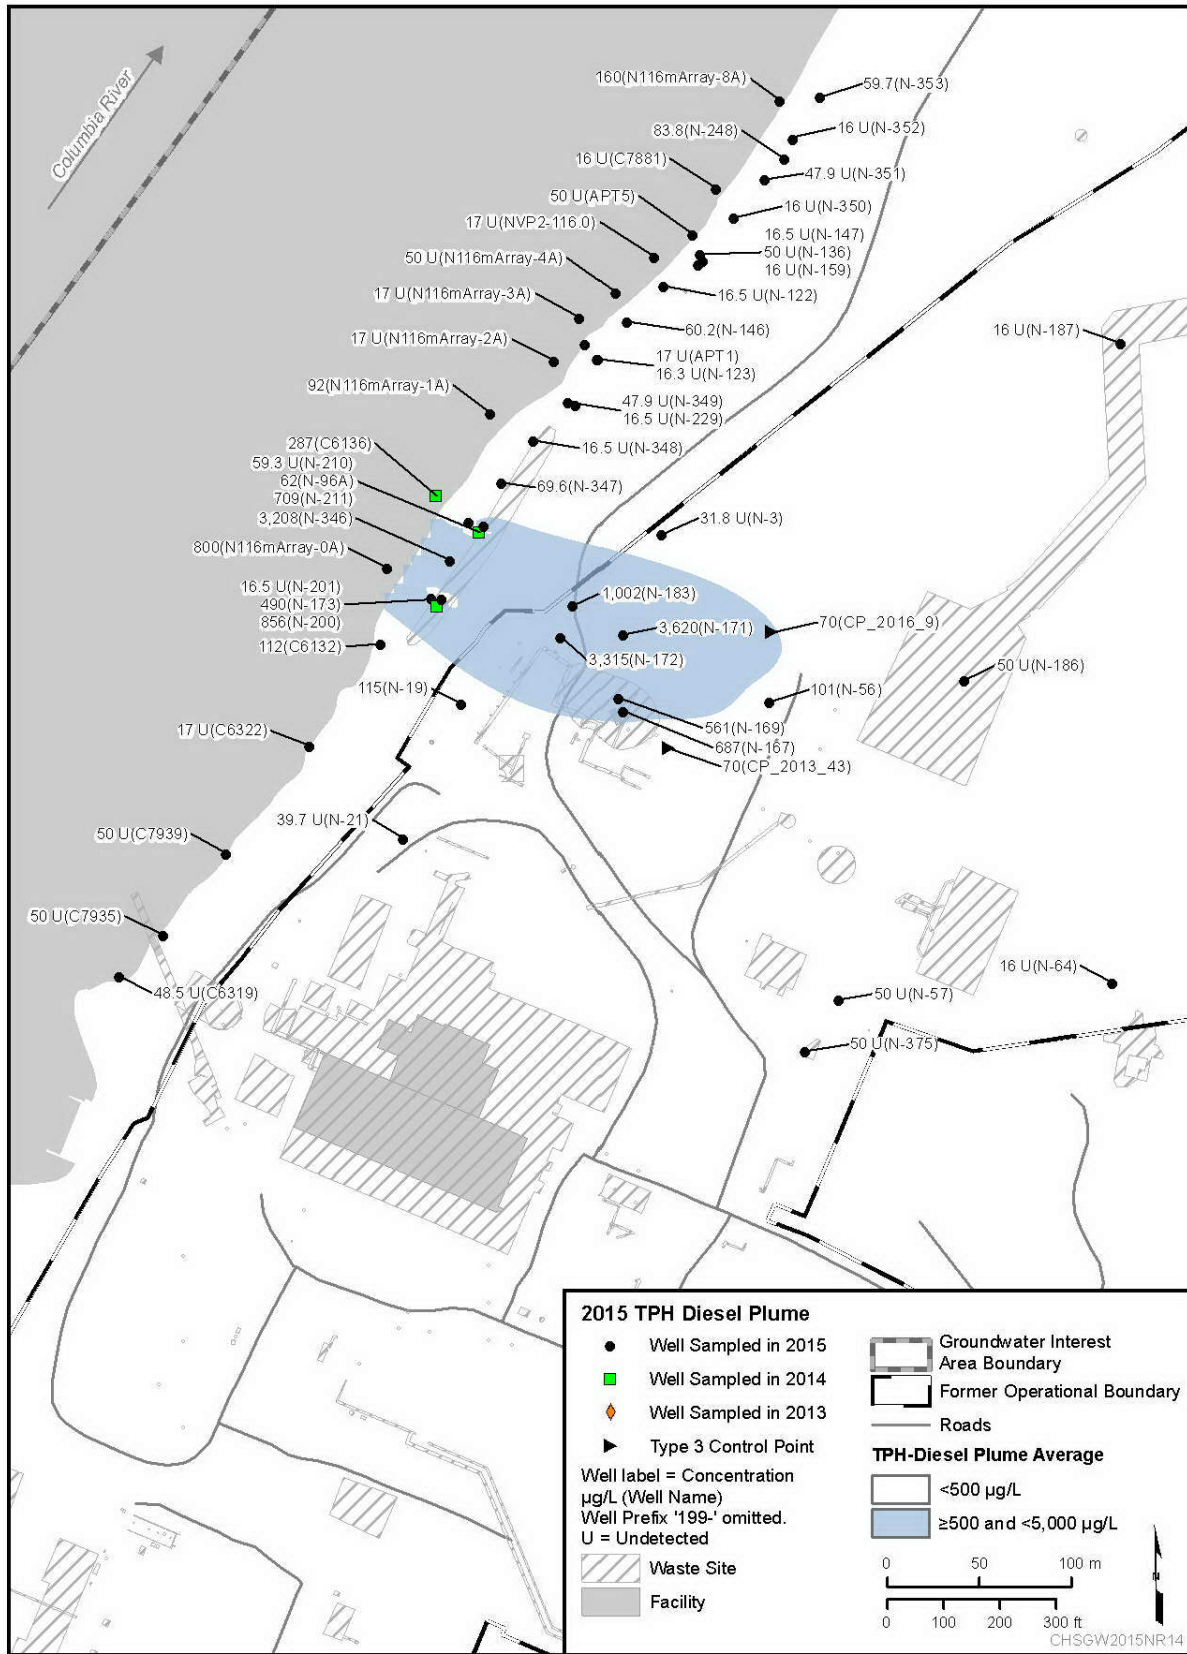 Columbia River
160(N116mArray-8A)
59.7(N-353)
83.8(N-248)
16 U(N-352)
16 U(C7881)
47.9 U(N-351)
50 U(APT5)
16 U(N-350)
17 U(NVP2-116.0)
16.5 U(N-147)
50 U(N-136)
16 U(N-159)
50 U(N116mArray-4A)
16.5 U(N-122)
17 U(N116mArray-3A)
60.2(N-146)
16 U(N-187)
17 U(N116mArray-2A)
17 U(APT1)
16.3 U(N-123)
92(N116mArray-1A)
47.9 U(N-349)
16.5 U(N-229)
287(C6136)
16.5 U(N-348)
59.3 U(N-210)
62(N-96A)
69.6(N-347)
709(N-211)
3,208(N-346)
31.8 U(N-3)
800(N116mArray-0A)
16.5 U(N-201)
490(N-173)
856(N-200)
1,002(N-183)
3,620(N-171)
70(CP_2016_9)
112(C6132)
3,315(N-172)
50 U(N-186)
115(N-19)
101(N-56)
561(N-169)
17 U(C6322)
687(N-167)
70(CP_2013_43)
39.7 U(N-21)
50 U(C7939)
50 U(C7935)
48.5 U(C6319)
16 U(N-64)
50 U(N-57)
50 U(N-375)
2015 TPH Diesel Plume
Well Sampled in 2015
Well Sampled in 2014
Well Sampled in 2013
Type 3 Control Point
Well label = Concentration
µg/L (Well Name)
Well Prefix '199-' omitted.
U = Undetected
Waste Site
Facility
Groundwater Interest
Area Boundary
Former Operational Boundary
Roads
TPH-Diesel Plume Average
<500 µg/L
≥500 and <5,000 µg/L
0 50 100 m
0 100 200 300 ft
CHSGW2015NR14